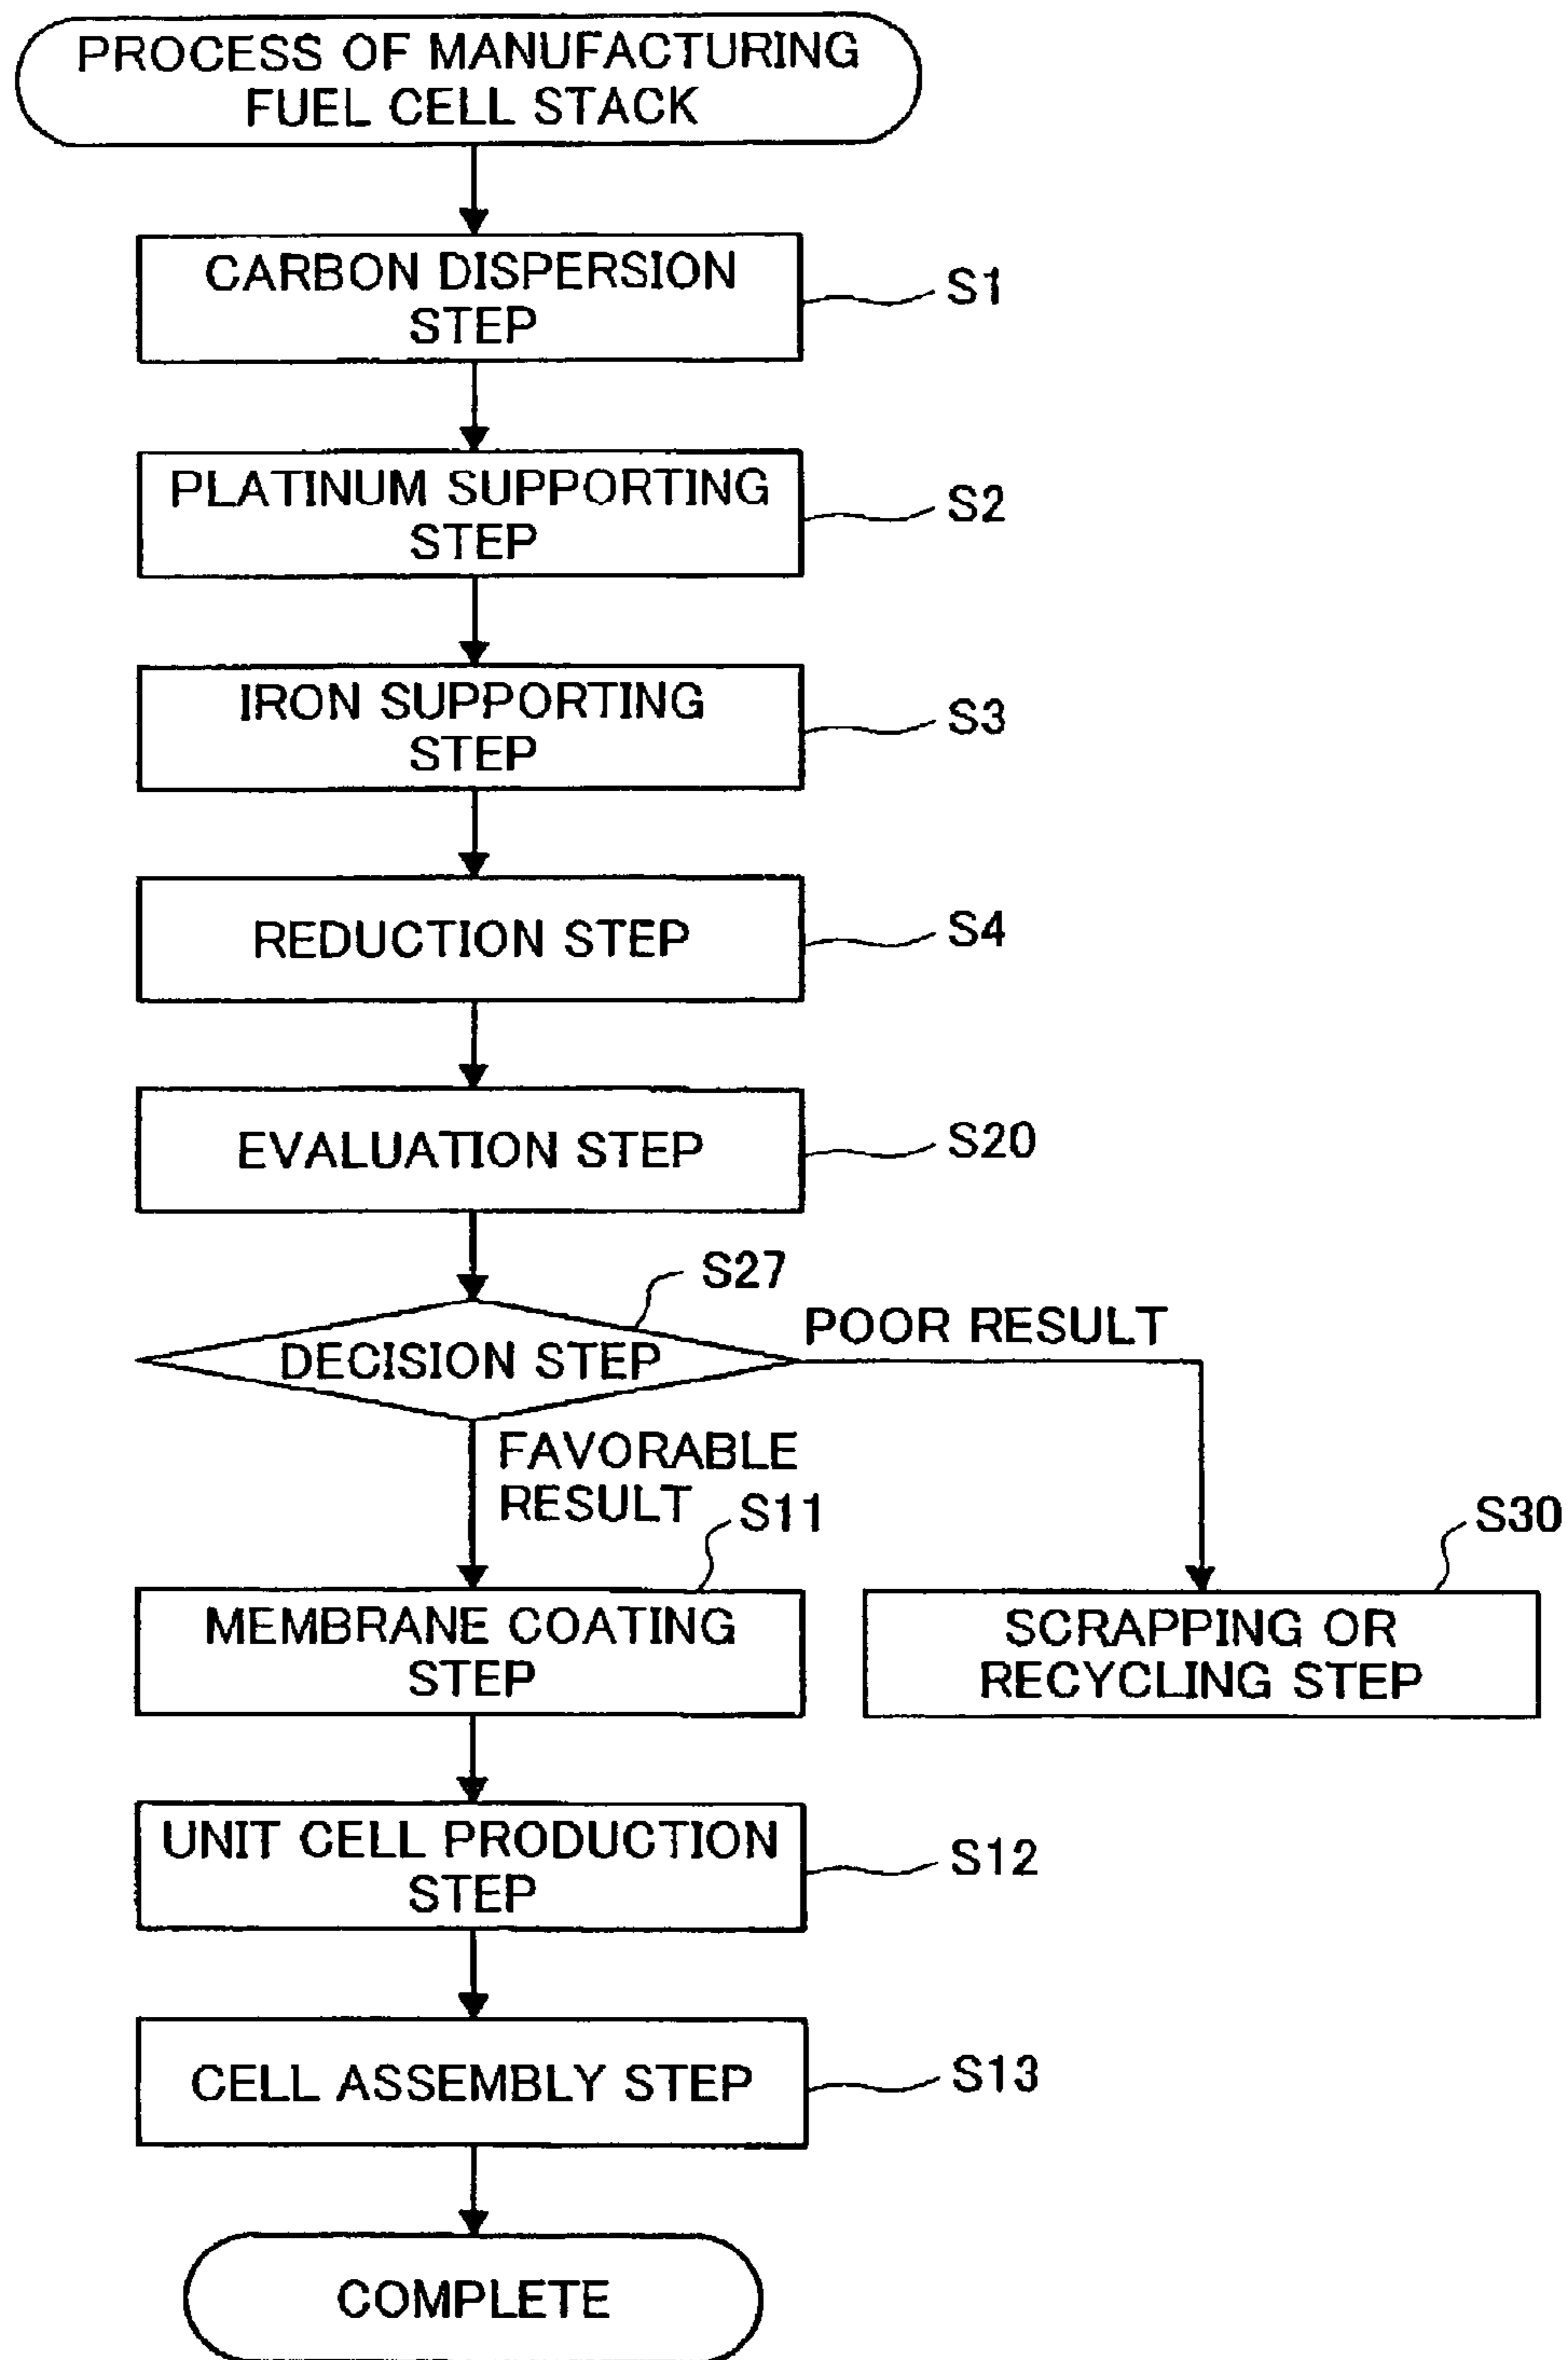 PROCESS OF MANUFACTURING
FUEL CELL STACK
CARBON DISPERSION
STEP
S1
PLATINUM SUPPORTING
STEP
S2
IRON SUPPORTING
STEP
S3
REDUCTION STEP
S4
EVALUATION STEP
S20
S27
DECISION STEP
POOR RESULT
FAVORABLE
RESULT
S11
S30
MEMBRANE COATING
STEP
SCRAPPING OR
RECYCLING STEP
UNIT CELL PRODUCTION
STEP
S12
CELL ASSEMBLY STEP
S13
COMPLETE